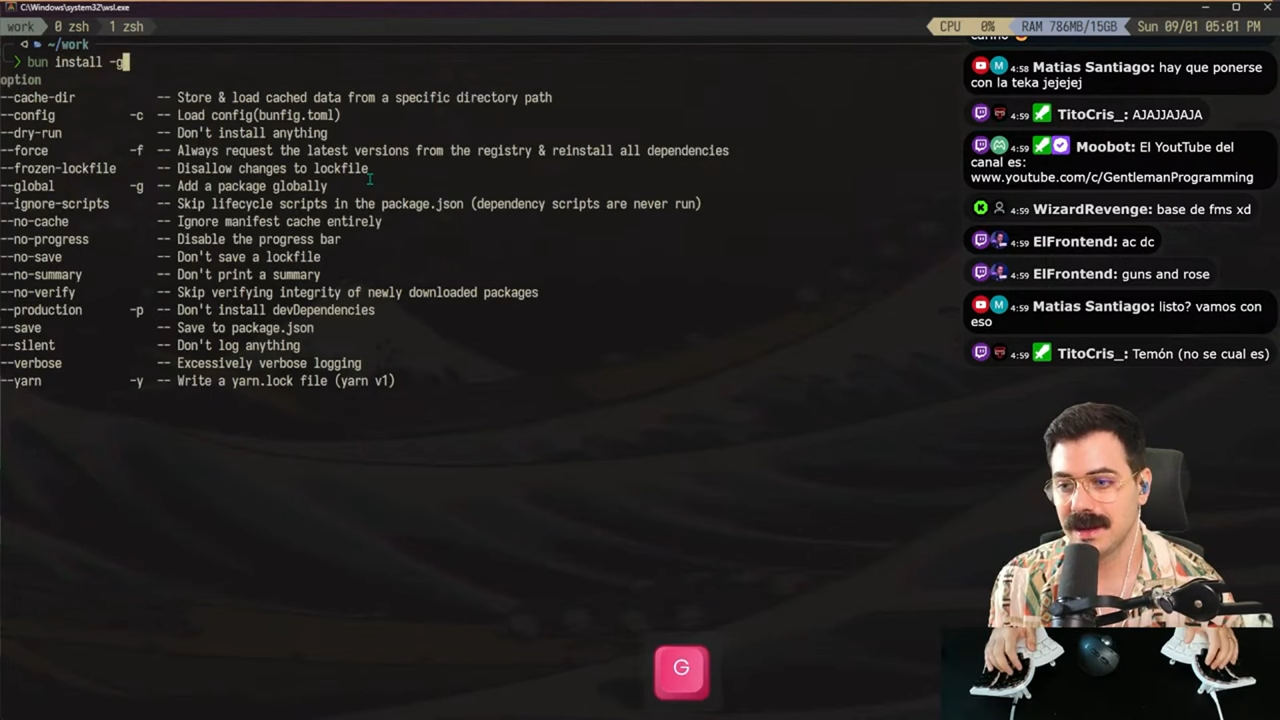 C:\Windows\system32\wsl.exe
work 0 zsh 1 zsh
CPU 0% RAM 786MB/15GB Sun 09/01 05:01 PM
~/work
❯ bun install -g
option
--cache-dir -- Store & load cached data from a specific directory path
--config -c -- Load config(bunfig.toml)
--dry-run -- Don't install anything
--force -f -- Always request the latest versions from the registry & reinstall all dependencies
--frozen-lockfile -- Disallow changes to lockfile
--global -g -- Add a package globally
--ignore-scripts -- Skip lifecycle scripts in the package.json (dependency scripts are never run)
--no-cache -- Ignore manifest cache entirely
--no-progress -- Disable the progress bar
--no-save -- Don't save a lockfile
--no-summary -- Don't print a summary
--no-verify -- Skip verifying integrity of newly downloaded packages
--production -p -- Don't install devDependencies
--save -- Save to package.json
--silent -- Don't log anything
--verbose -- Excessively verbose logging
--yarn -y -- Write a yarn.lock file (yarn v1)
M 4:58 Matias Santiago: hay que ponerse
con la teka jejejej
4:59 TitoCris_: AJAJJAJAJA
4:59 Moobot: El YoutTube del
canal es:
www.youtube.com/c/GentlemanProgramming
4:59 WizardRevenge: base de fms xd
4:59 ElFrontend: ac dc
4:59 ElFrontend: guns and rose
M 4:59 Matias Santiago: listo? vamos con
eso
4:59 TitoCris_: Temón (no se cual es)
G